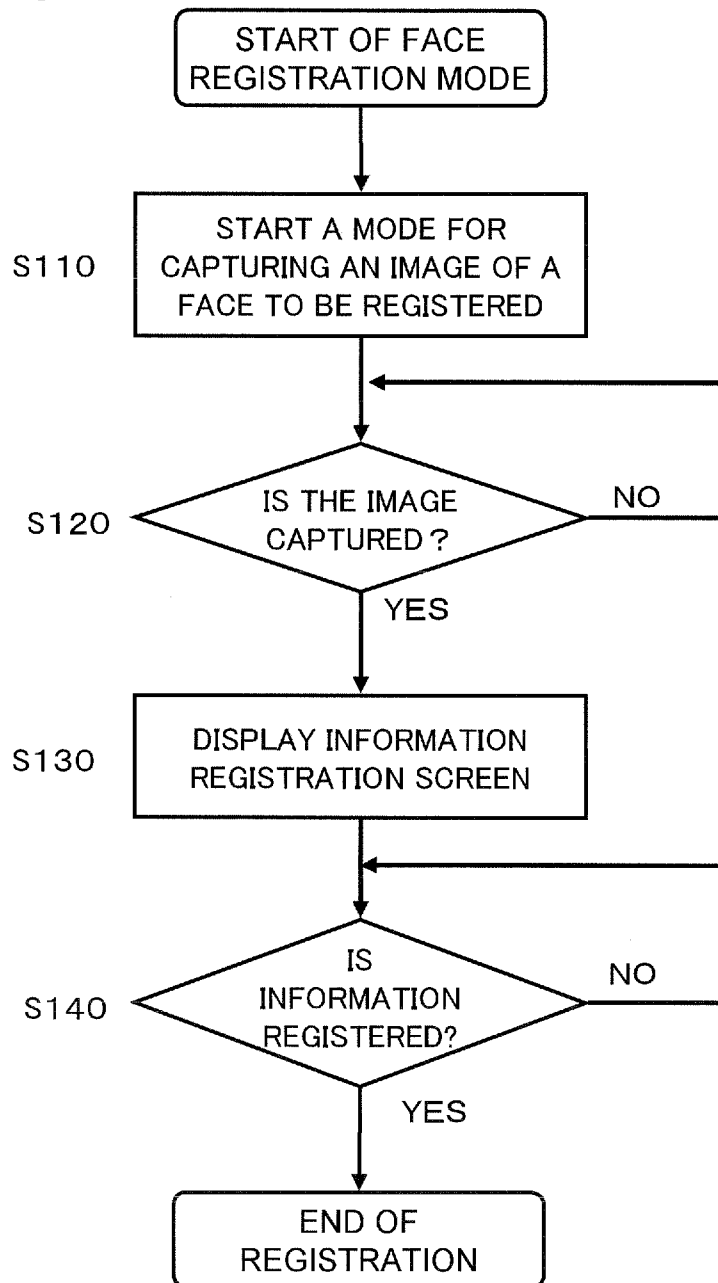 START OF FACE
REGISTRATION MODE
S110
START A MODE FOR
CAPTURING AN IMAGE OF A
FACE TO BE REGISTERED
S120
IS THE IMAGE
CAPTURED?
NO
YES
S130
DISPLAY INFORMATION
REGISTRATION SCREEN
S140
IS
INFORMATION
REGISTERED?
NO
YES
END OF
REGISTRATION